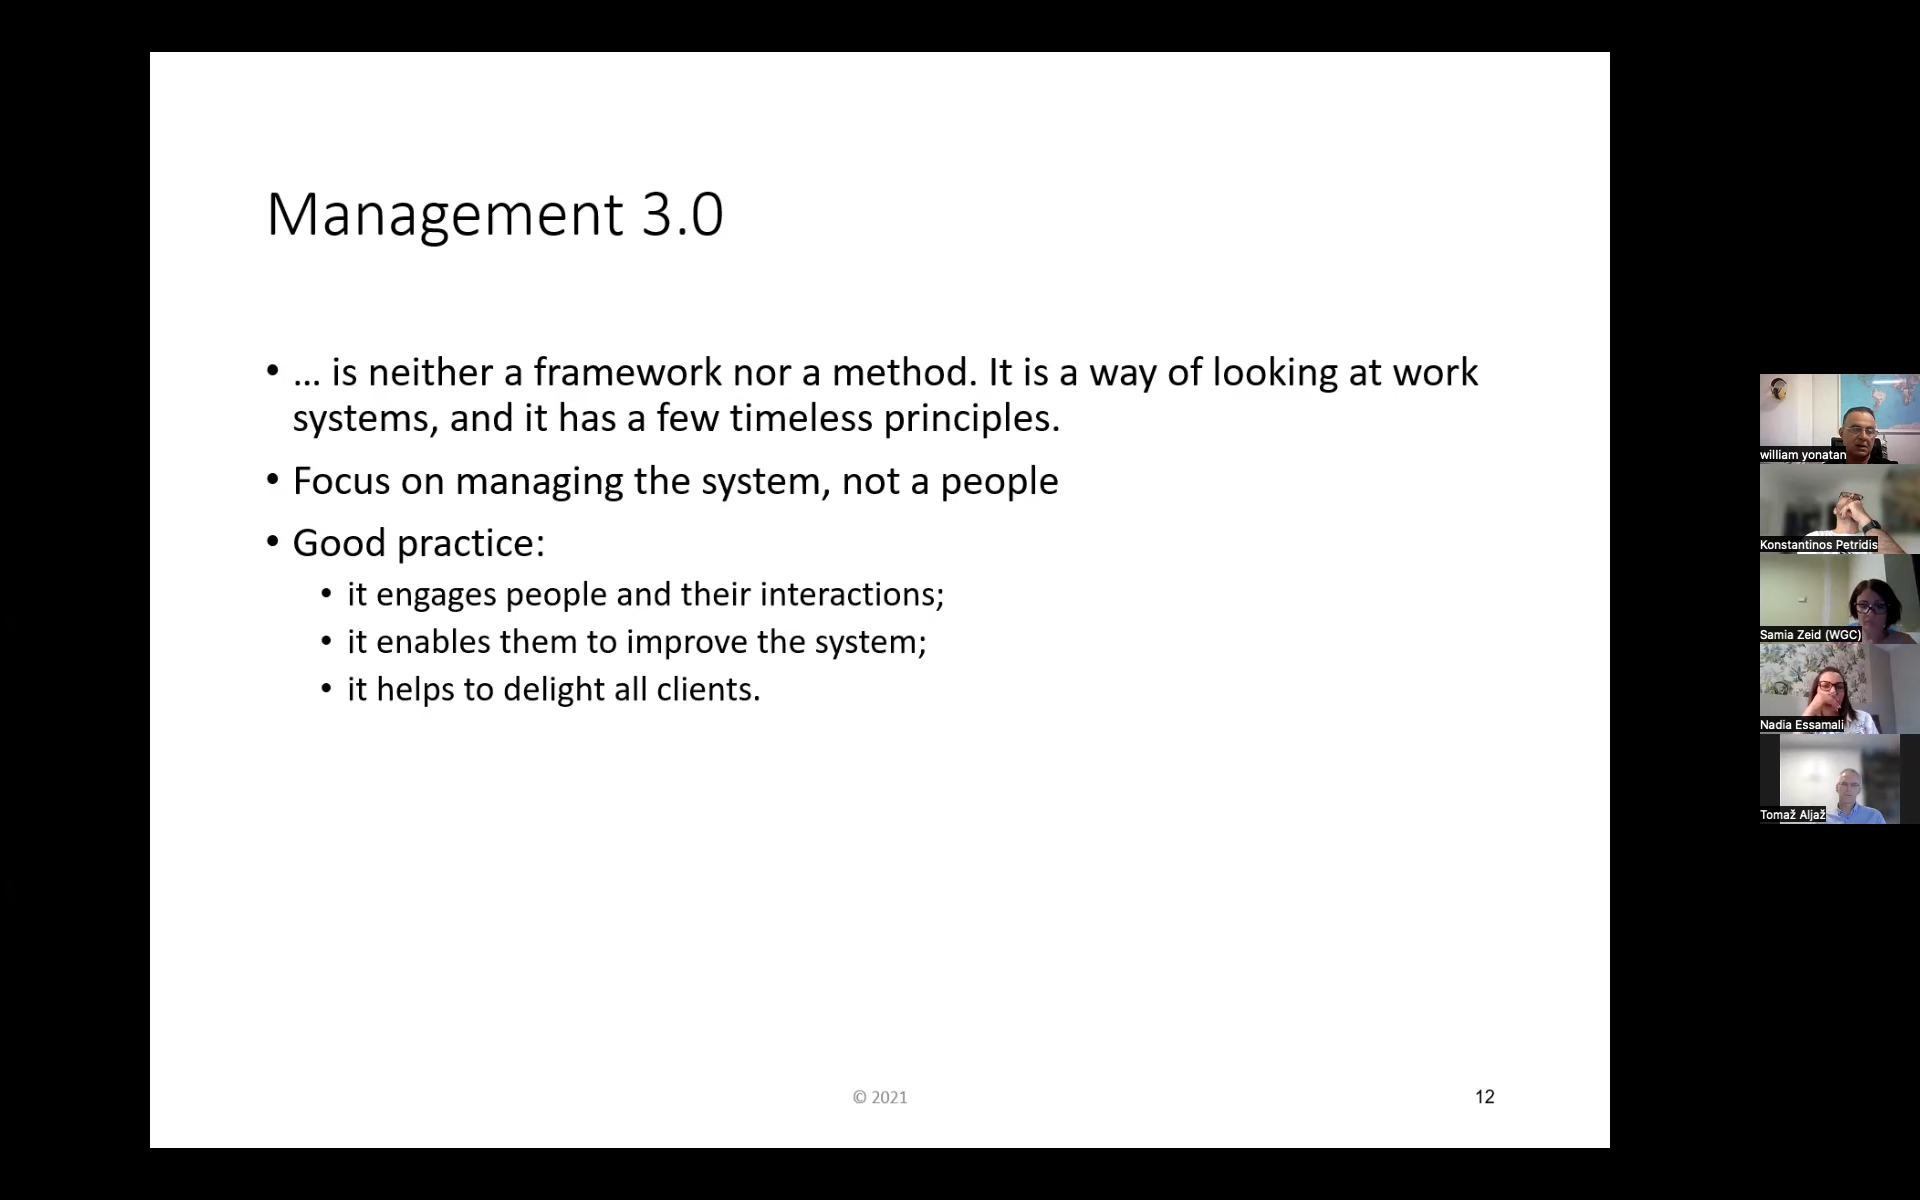 Management 3.0
• ... is neither a framework nor a method. It is a way of looking at work
systems, and it has a few timeless principles.
• Focus on managing the system, not a people
• Good practice:
• it engages people and their interactions;
• it enables them to improve the system;
• it helps to delight all clients.
© 2021
12
william yonatan
Konstantinos Petridis
Samia Zeid (WGC)
Nadia Essamali
Tomaž Aljaž